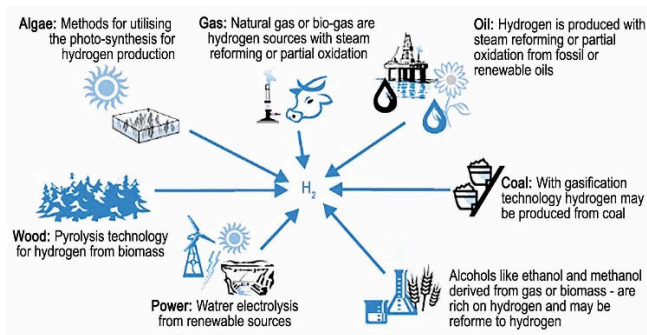 Algae: Methods for utilising
the photo-synthesis for
hydrogen production
Gas: Natural gas or bio-gas are
hydrogen sources with steam
reforming or partial oxidation
Oil: Hydrogen is produced with
steam reforming or partial
oxidation from fossil or
renewable oils
H2
Coal: With gasification
technology hydrogen may
be produced from coal
Wood: Pyrolysis technology
for hydrogen from biomass
Power: Watrer electrolysis
from renewable sources
Alcohols like ethanol and methanol
derived from gas or biomass - are
rich on hydrogen and may be
reforme to hydrogen